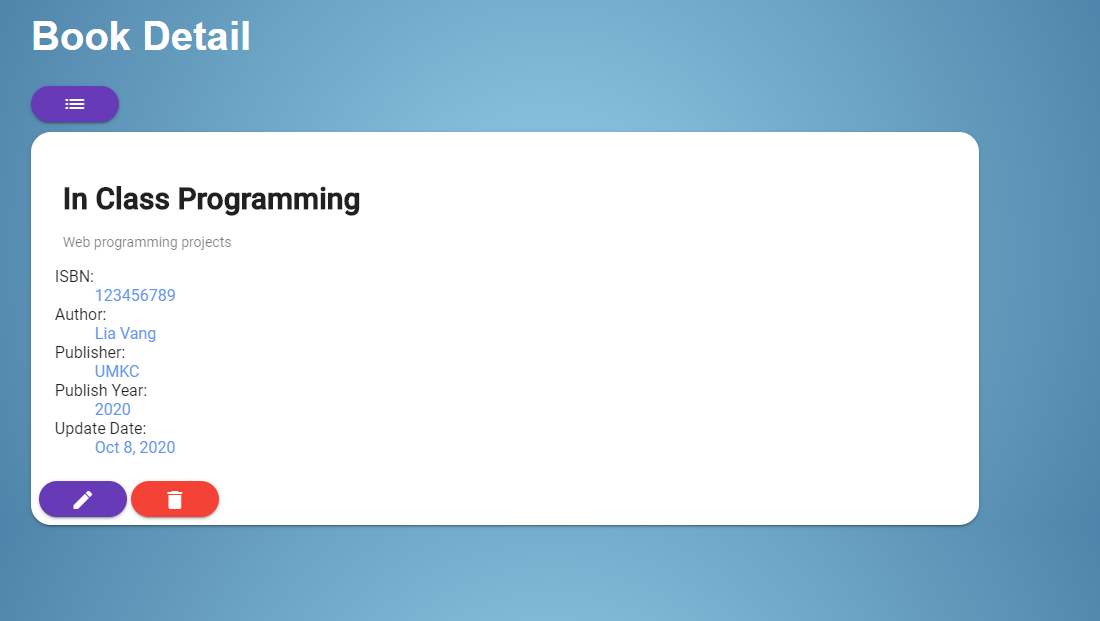 Book Detail
In Class Programming
Web programming projects
ISBN:
123456789
Author:
Lia Vang
Publisher:
UMKC
Publish Year:
2020
Update Date:
Oct 8, 2020